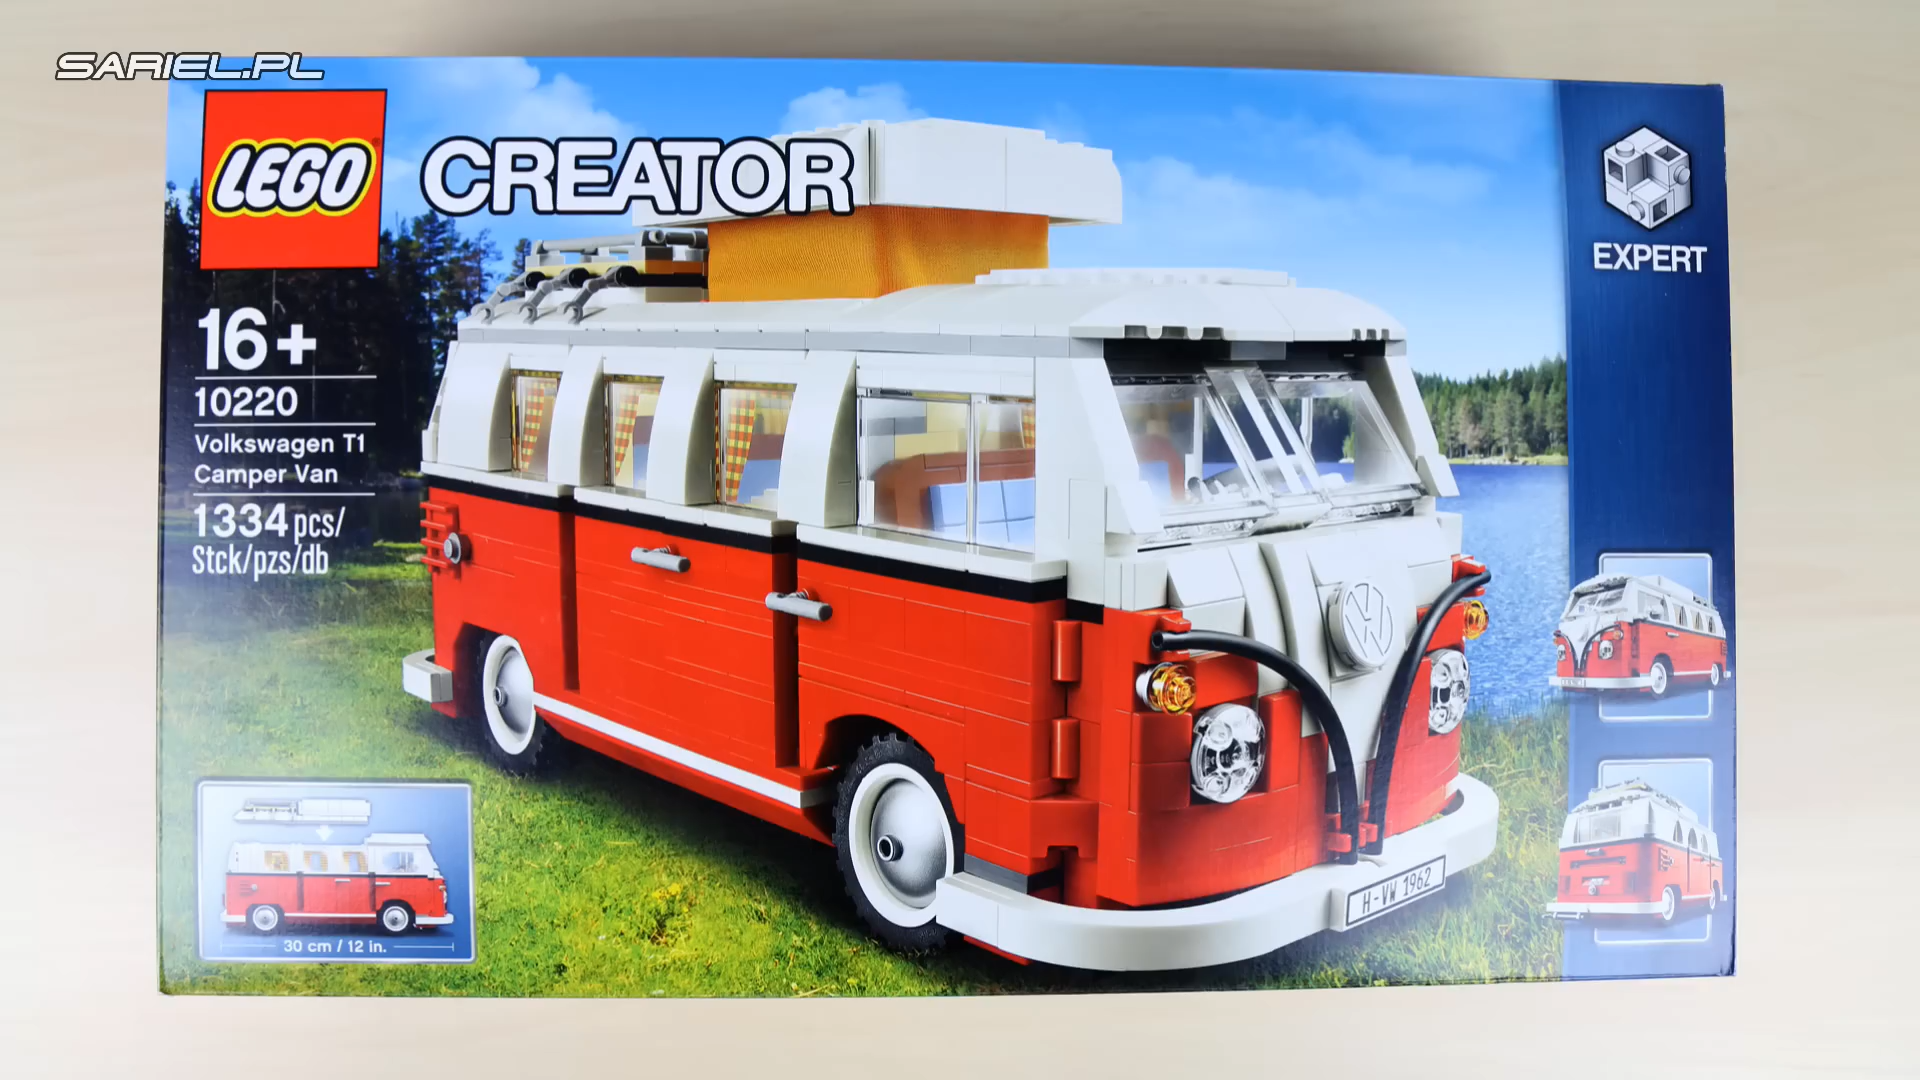 SARIEL.PL
LEGO
CREATOR
EXPERT
16+
10220
Volkswagen T1
Camper Van
1334 pcs/
Stck/pzs/db
H-VW 1962
30 cm / 12 in.